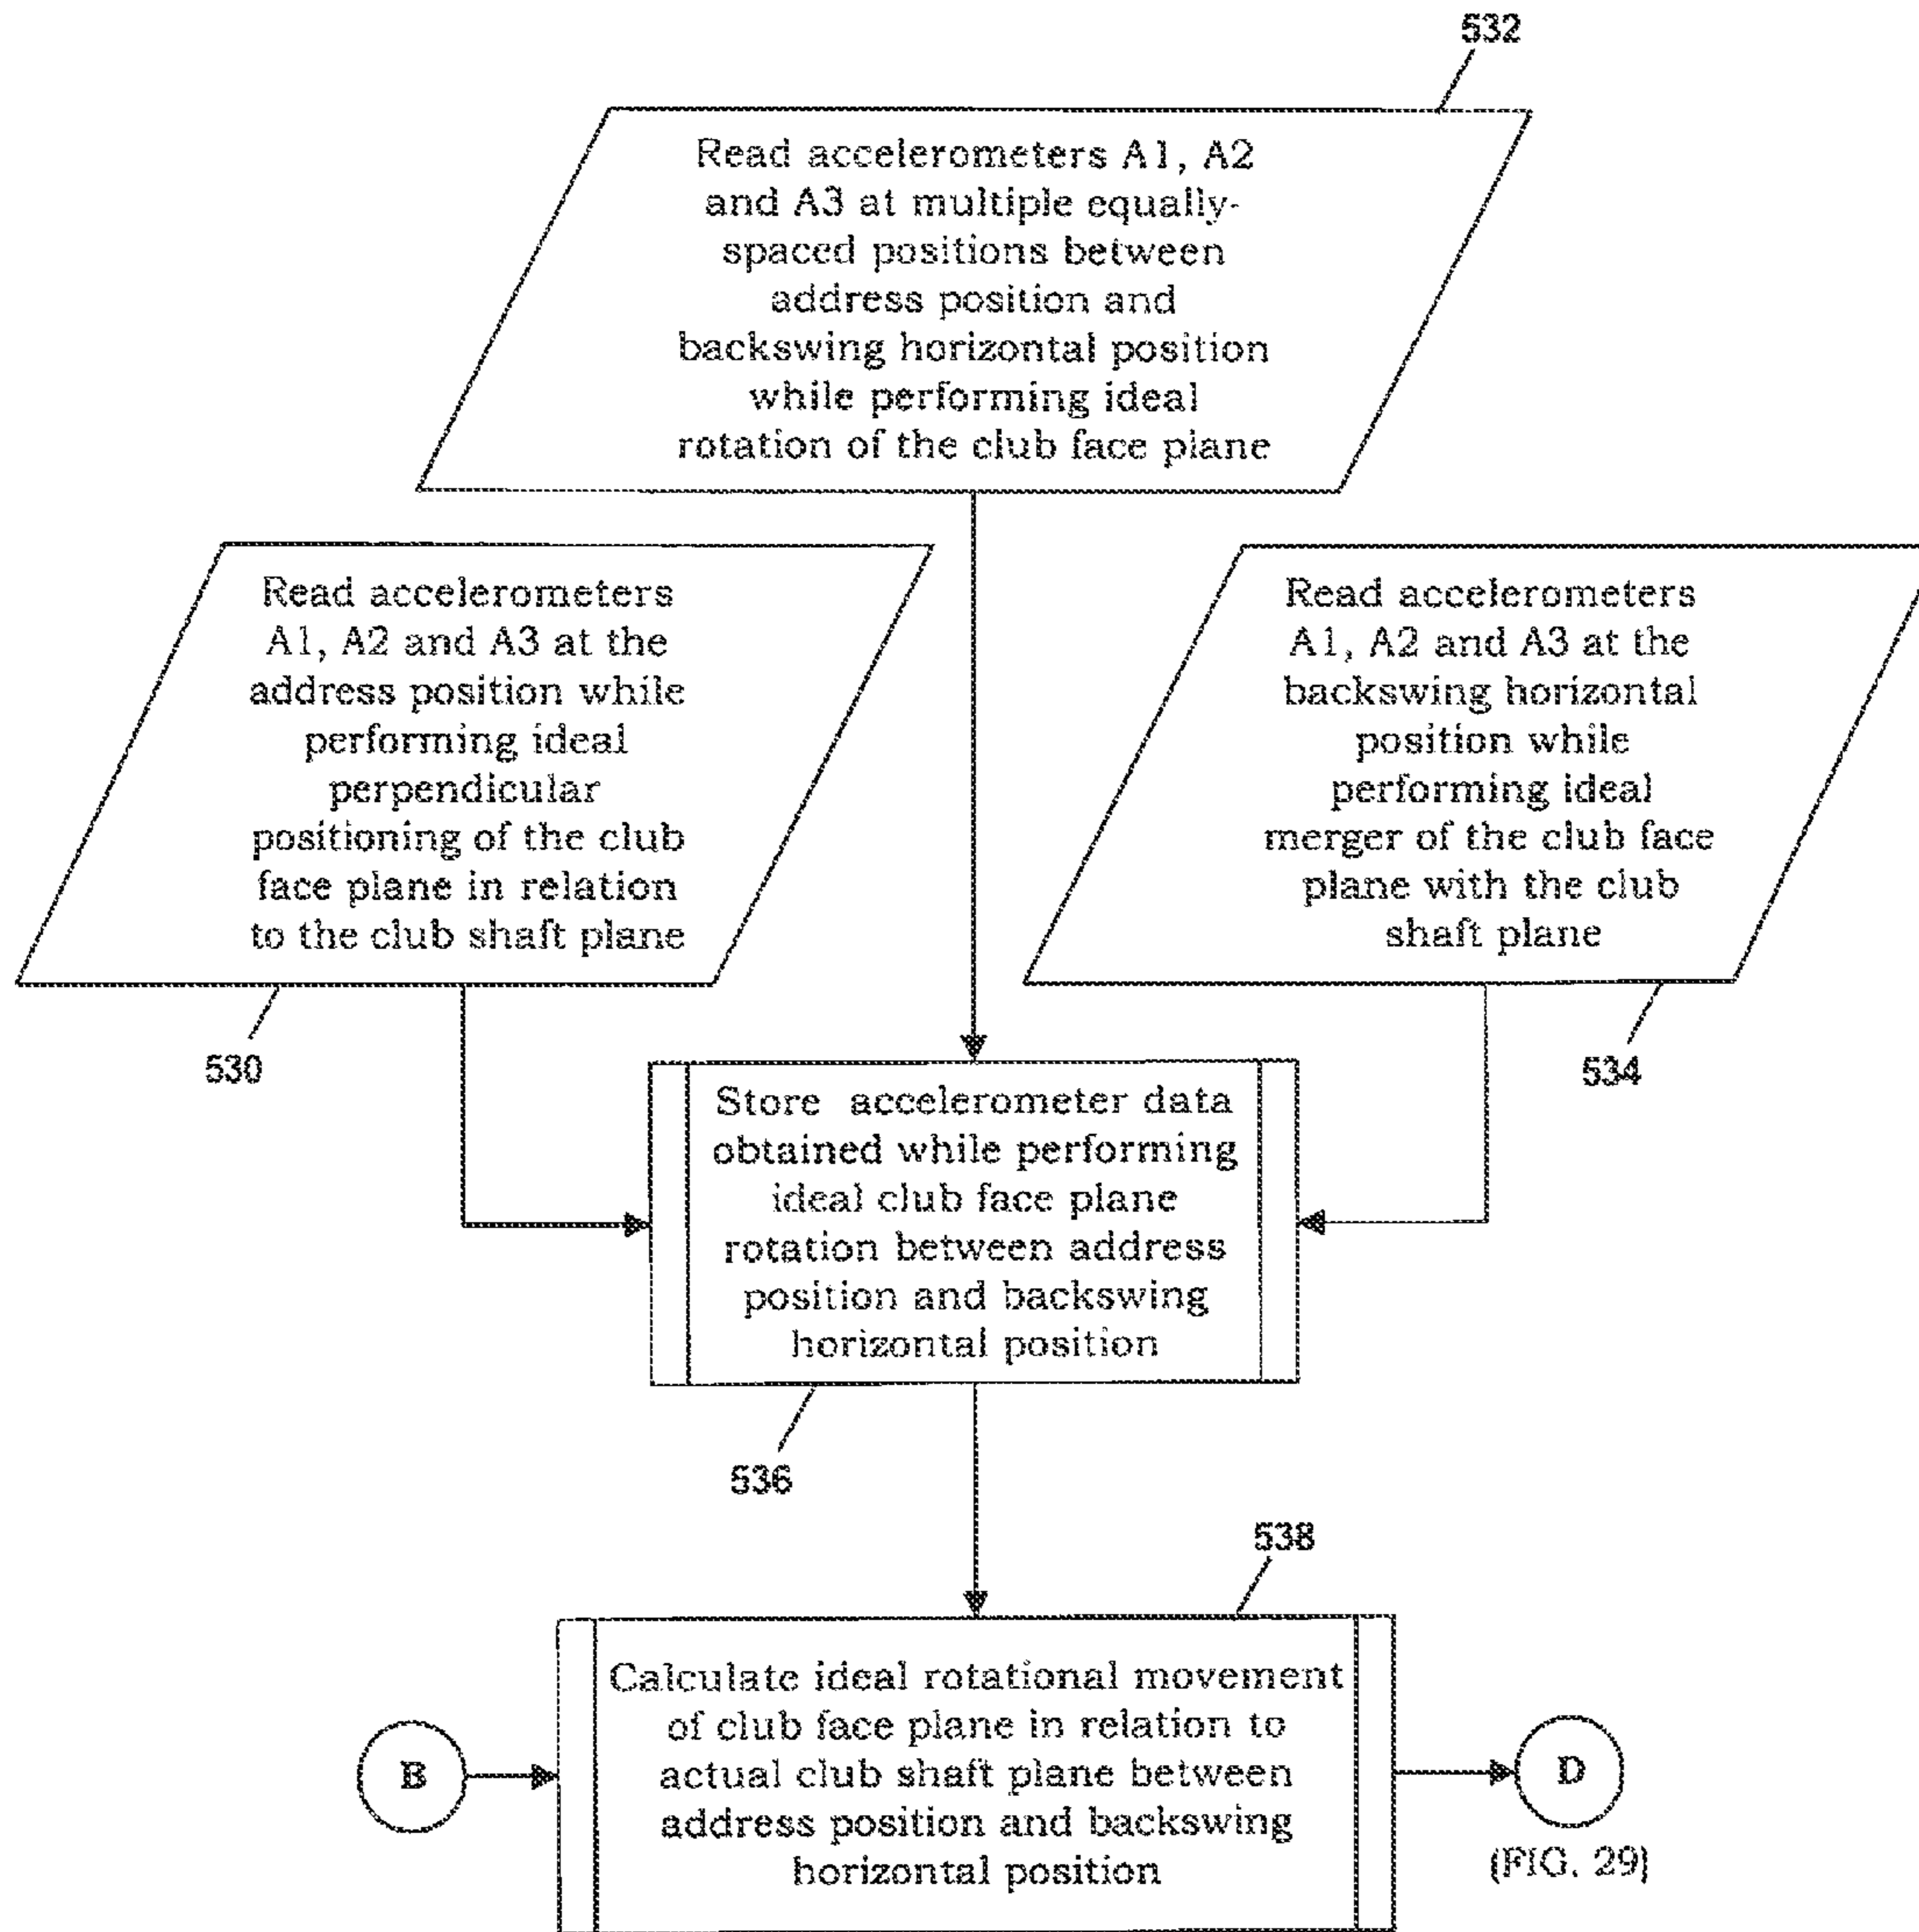 532
Read accelerometers A1, A2
and A3 at multiple equally-
spaced positions between
address position and
backswing horizontal position
while performing ideal
rotation of the club face plane
Read accelerometers
A1, A2 and A3 at the
address position while
performing ideal
perpendicular
positioning of the club
face plane in relation
to the club shaft plane
530
Read accelerometers
A1, A2 and A3 at the
backswing horizontal
position while
performing ideal
merger of the club face
plane with the club
shaft plane
534
Store accelerometer data
obtained while performing
ideal club face plane
rotation between address
position and backswing
horizontal position
536
538
B
Calculate ideal rotational movement
of club face plane in relation to
actual club shaft plane between
address position and backswing
horizontal position
D
(FIG. 29)